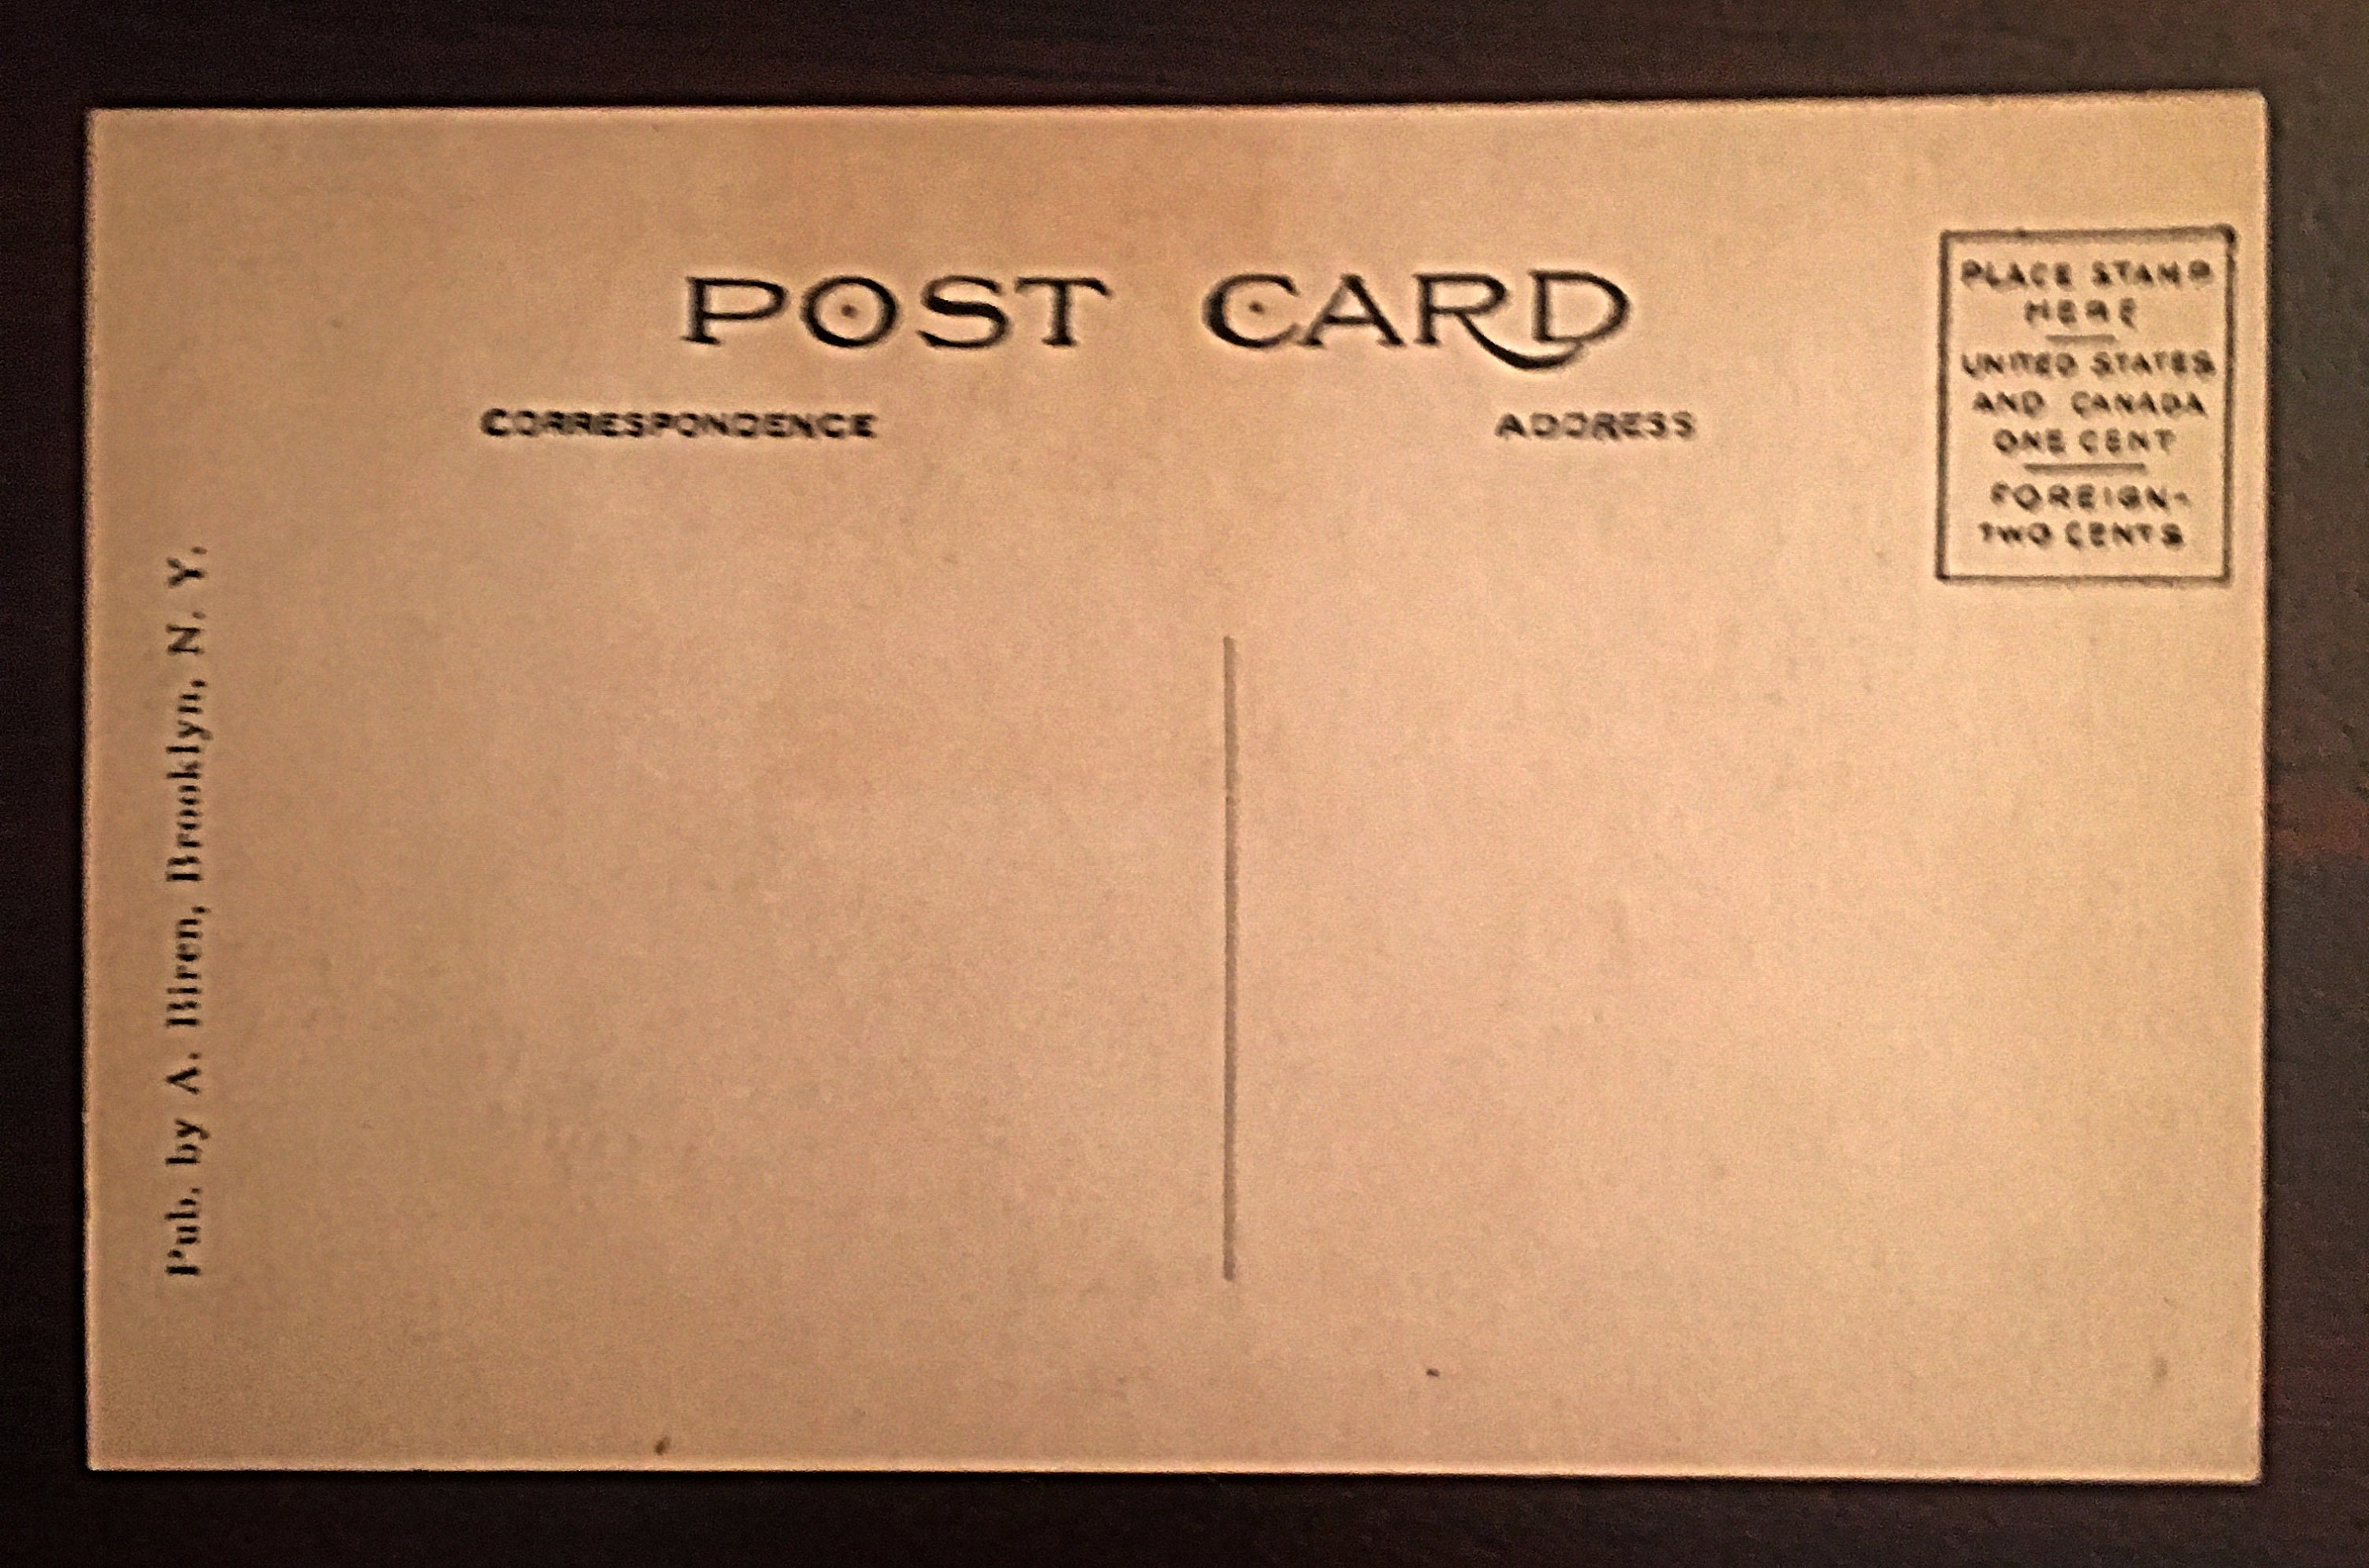 POST CARD
CORRESPONDENCE
ADDRESS
PLACE STAMP
HERE
UNITED STATES
AND CANADA
ONE CENT
FOREIGN-
TWO CENTS
Pub. by A. Biren, Brooklyn, N. Y.